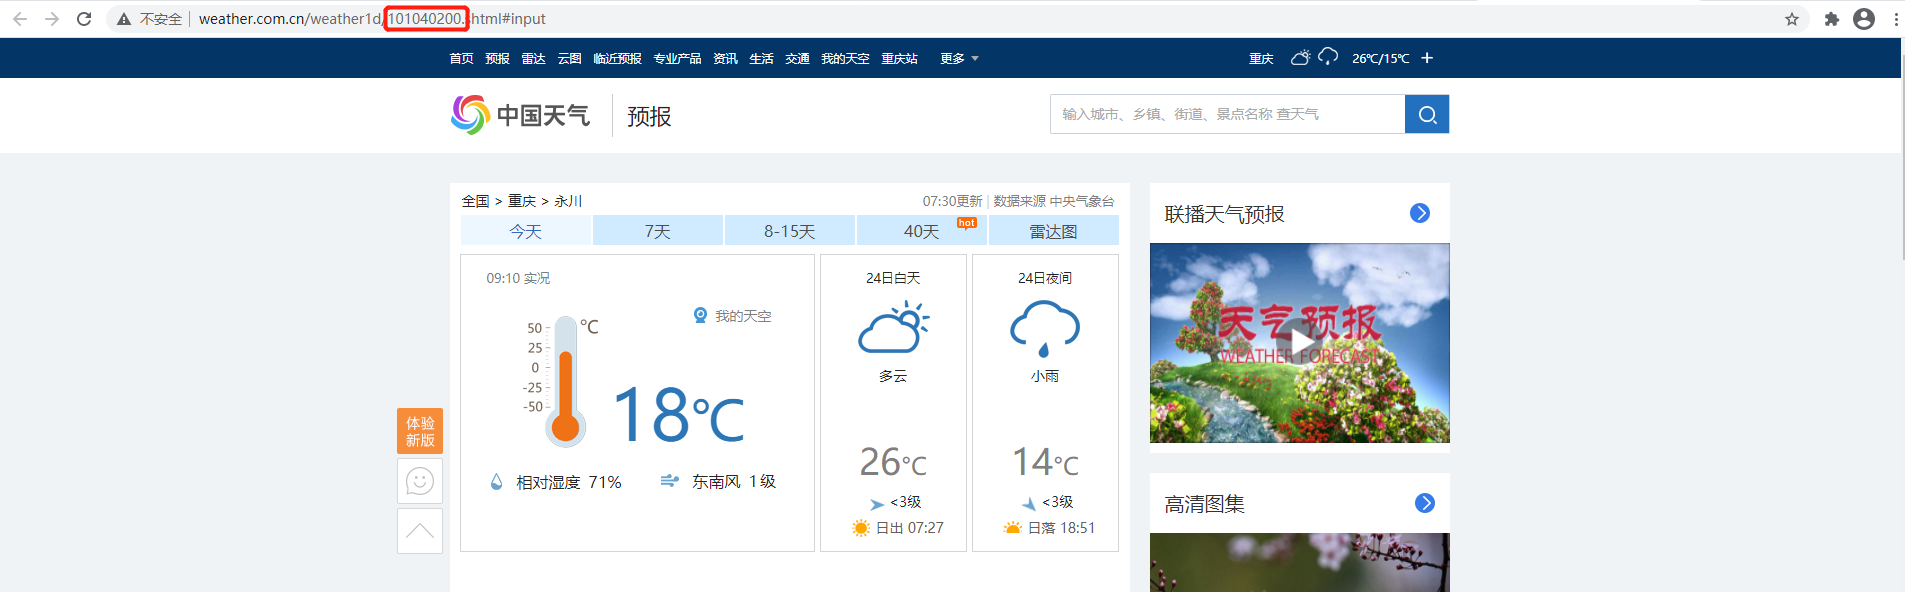 不安全 weather.com.cn/weather1d/101040200.shtml#input
首页 预报 雷达 云图 临近预报 专业产品 资讯 生活 交通 我的天空 重庆站 更多 重庆 26℃/15℃ +
中国天气 预报 输入城市、乡镇、街道、景点名称 查天气
全国 > 重庆 > 永川 07:30更新 | 数据来源 中央气象台
今天 7天 8-15天 40天 hot 雷达图
09:10 实况
我的天空
℃
50
25
0
-25
-50
18℃
相对湿度 71% 东南风 1级
24日白天
多云
26℃
<3级
日出 07:27
24日夜间
小雨
14℃
<3级
日落 18:51
联播天气预报
天气预报
WEATHER FORECAST
高清图集
体验
新版